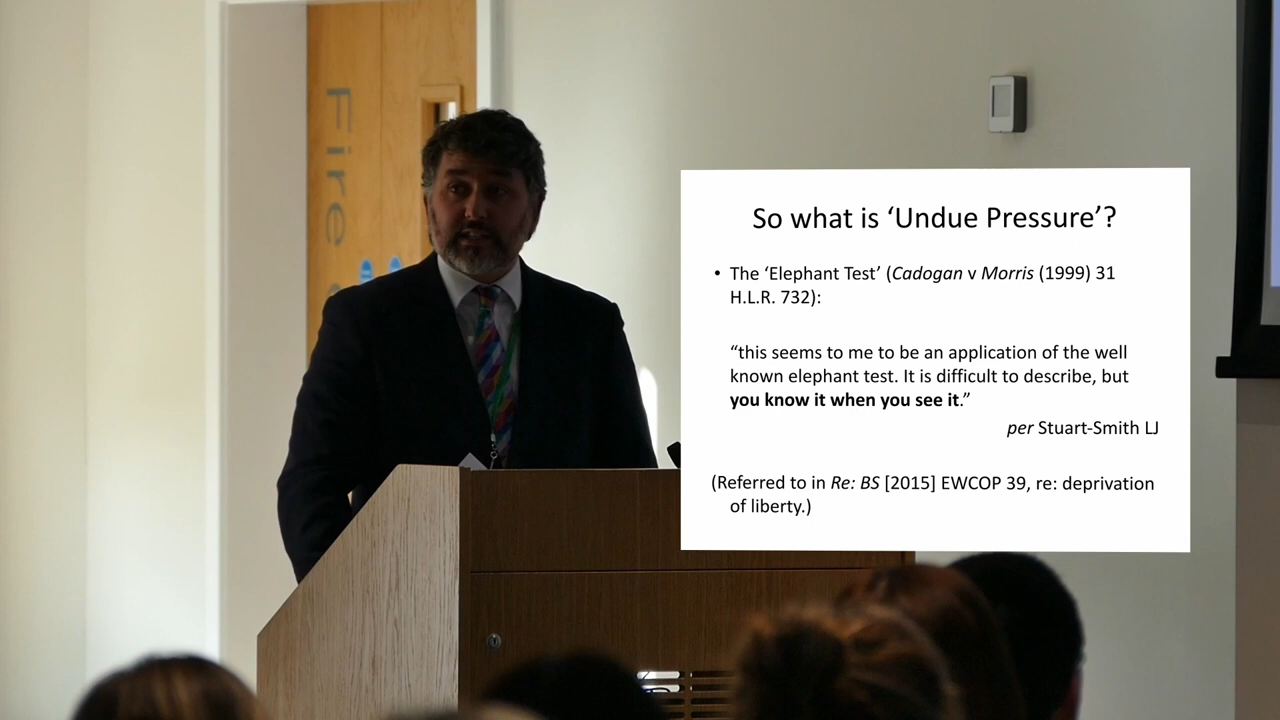 Fire
So what is ‘Undue Pressure’?
• The ‘Elephant Test’ (Cadogan v Morris (1999) 31
H.L.R. 732):
“this seems to me to be an application of the well
known elephant test. It is difficult to describe, but
you know it when you see it.”
per Stuart-Smith LJ
(Referred to in Re: BS [2015] EWCOP 39, re: deprivation
of liberty.)